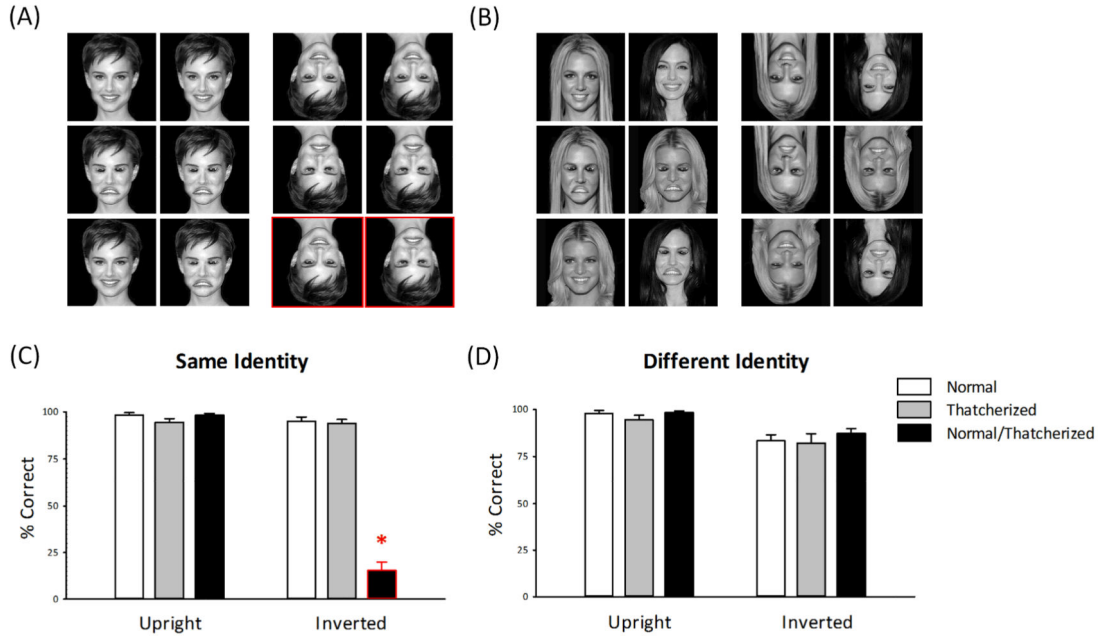 (A)
(B)
(C)
Same Identity
% Correct
100
75
50
25
0
*
Upright
Inverted
(D)
Different Identity
% Correct
100
75
50
25
0
Upright
Inverted
Normal
Thatcherized
Normal/Thatcherized